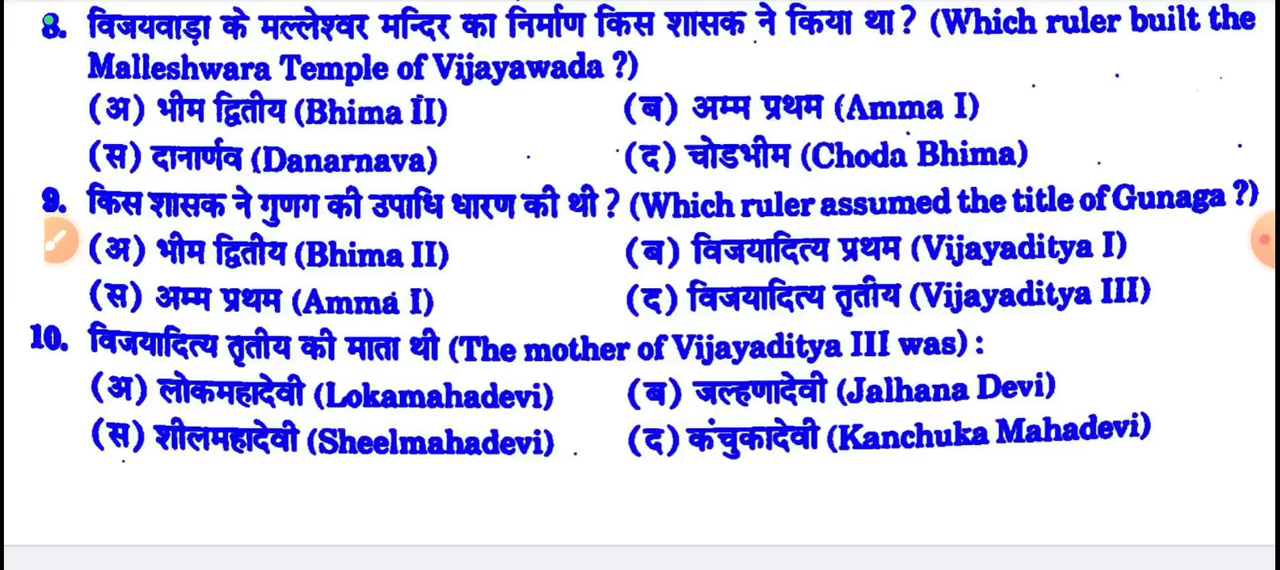 8. विजयवाड़ा के मल्लेश्वर मन्दिर का निर्माण किस शासक ने किया था? (Which ruler built the
Malleshwara Temple of Vijayawada ?)
(अ) भीम द्वितीय (Bhima II) (ब) अम्म प्रथम (Amma I)
(स) दानार्णव (Danarnava) (द) चोडभीम (Choda Bhima)
9. किस शासक ने गुणग की उपाधि धारण की थी ? (Which ruler assumed the title of Gunaga ?)
(अ) भीम द्वितीय (Bhima II) (ब) विजयादित्य प्रथम (Vijayaditya I)
(स) अम्म प्रथम (Amma I) (द) विजयादित्य तृतीय (Vijayaditya III)
10. विजयादित्य तृतीय की माता थी (The mother of Vijayaditya III was) :
(अ) लोकमहादेवी (Lokamahadevi) (ब) जल्हणादेवी (Jalhana Devi)
(स) शीलमहादेवी (Sheelmahadevi) (द) कंचुकादेवी (Kanchuka Mahadevi)